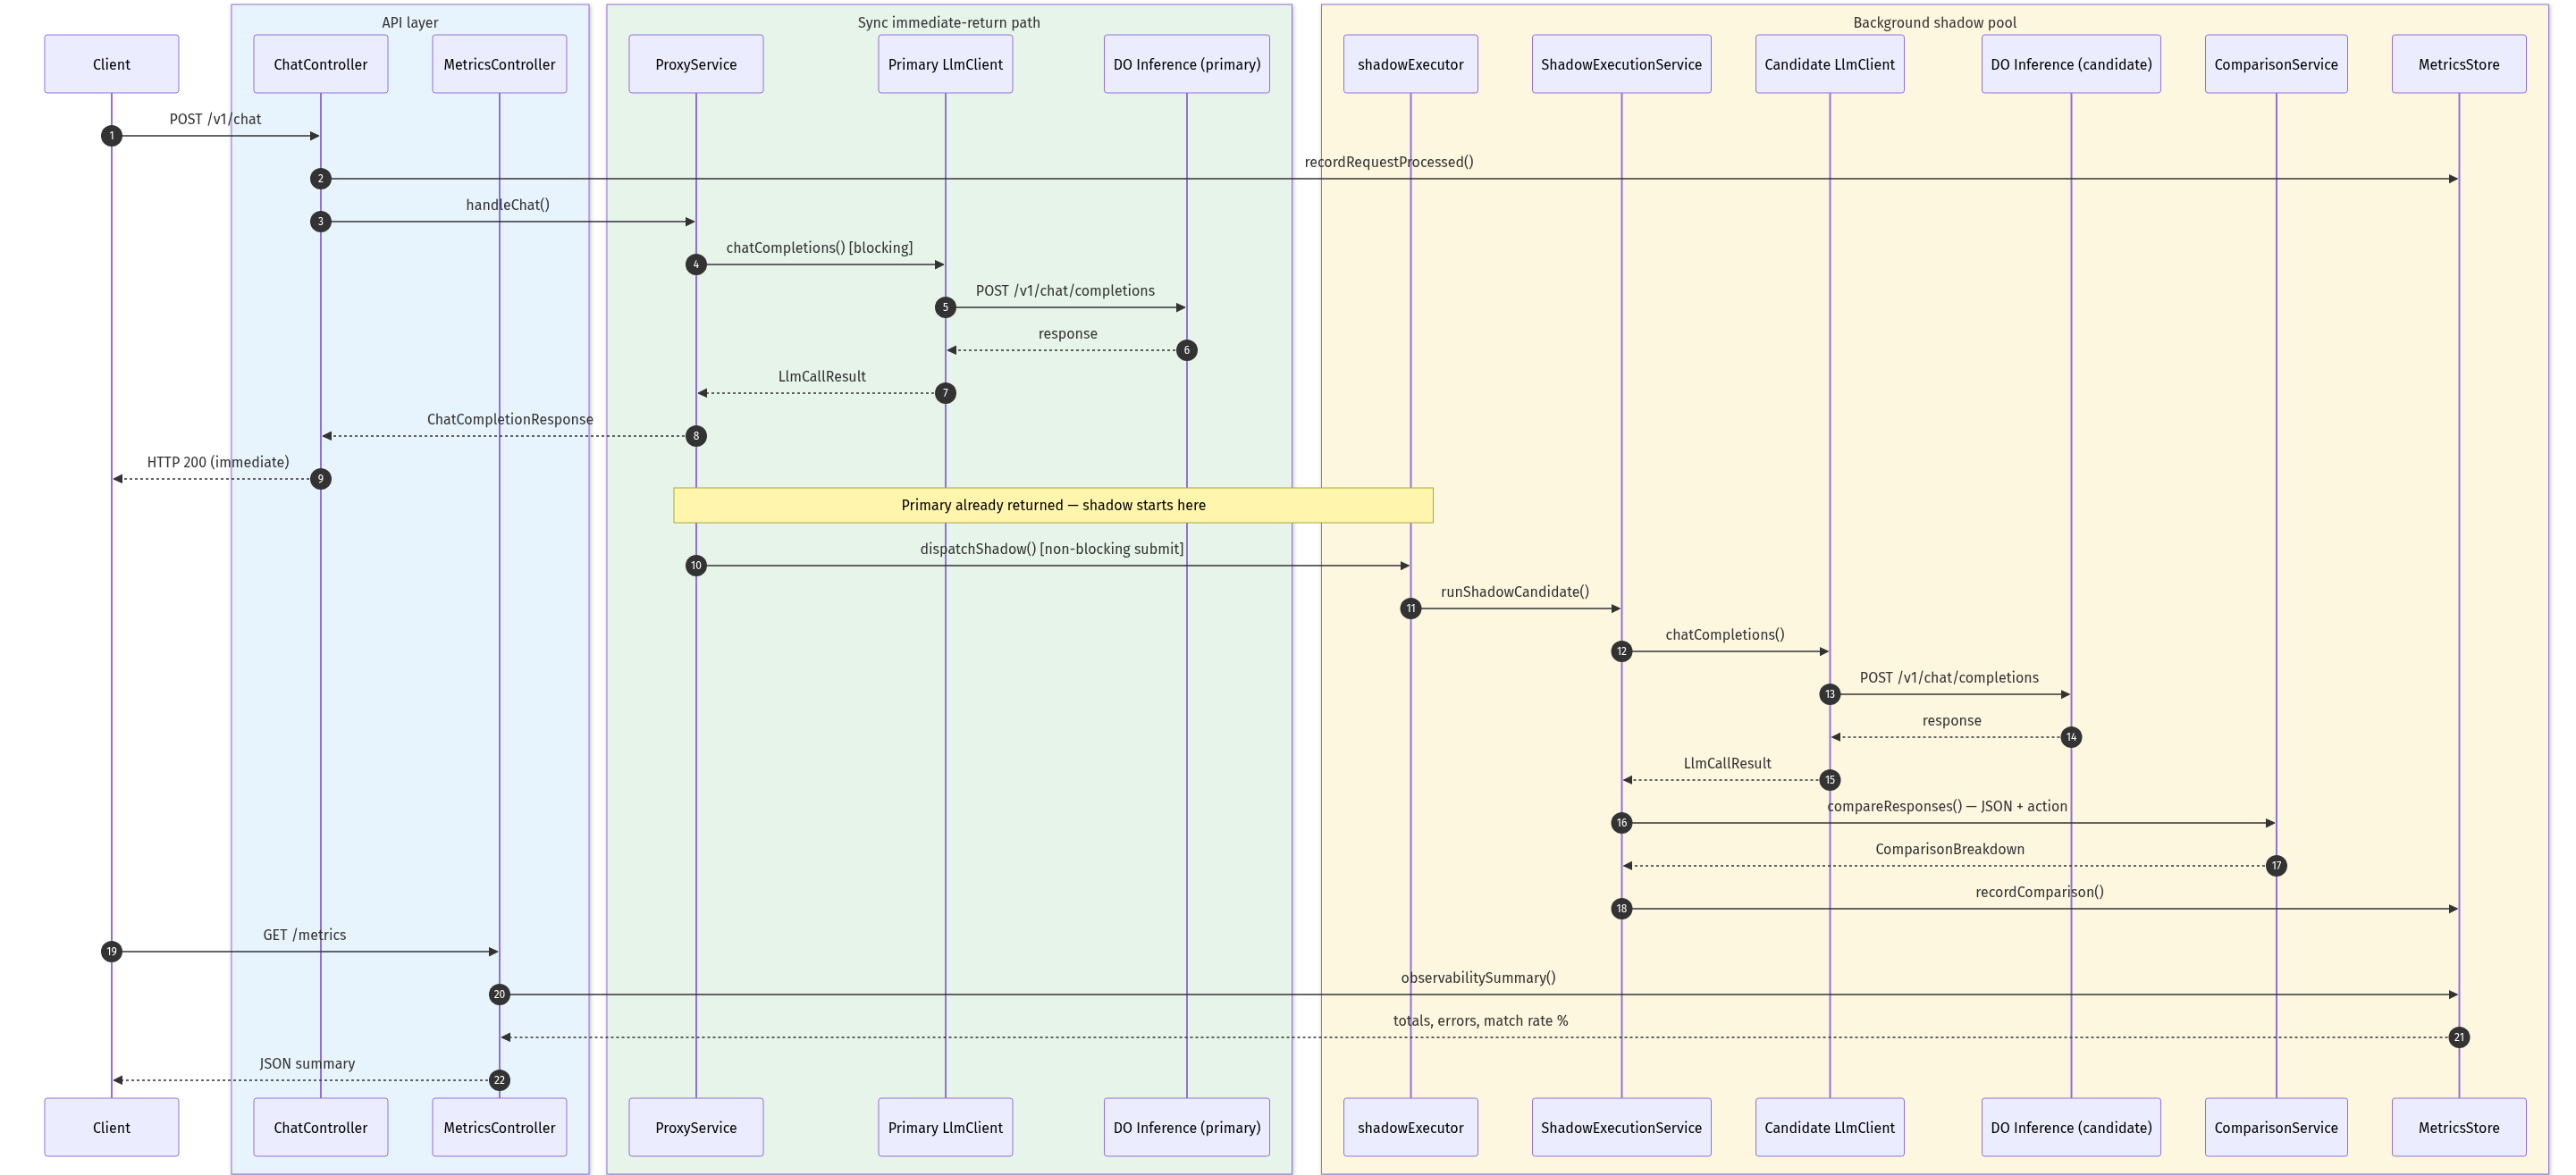 API layer
Sync immediate-return path
Background shadow pool
Client
ChatController
MetricsController
ProxyService
Primary LlmClient
DO Inference (primary)
shadowExecutor
ShadowExecutionService
Candidate LlmClient
DO Inference (candidate)
ComparisonService
MetricsStore
POST /v1/chat
1
recordRequestProcessed()
2
handleChat()
3
chatCompletions() [blocking]
4
POST /v1/chat/completions
5
response
6
LlmCallResult
7
ChatCompletionResponse
8
HTTP 200 (immediate)
9
Primary already returned — shadow starts here
dispatchShadow() [non-blocking submit]
10
runShadowCandidate()
11
chatCompletions()
12
POST /v1/chat/completions
13
response
14
LlmCallResult
15
compareResponses() — JSON + action
16
ComparisonBreakdown
17
recordComparison()
18
GET /metrics
19
observabilitySummary()
20
totals, errors, match rate %
21
JSON summary
22
Client
ChatController
MetricsController
ProxyService
Primary LlmClient
DO Inference (primary)
shadowExecutor
ShadowExecutionService
Candidate LlmClient
DO Inference (candidate)
ComparisonService
MetricsStore